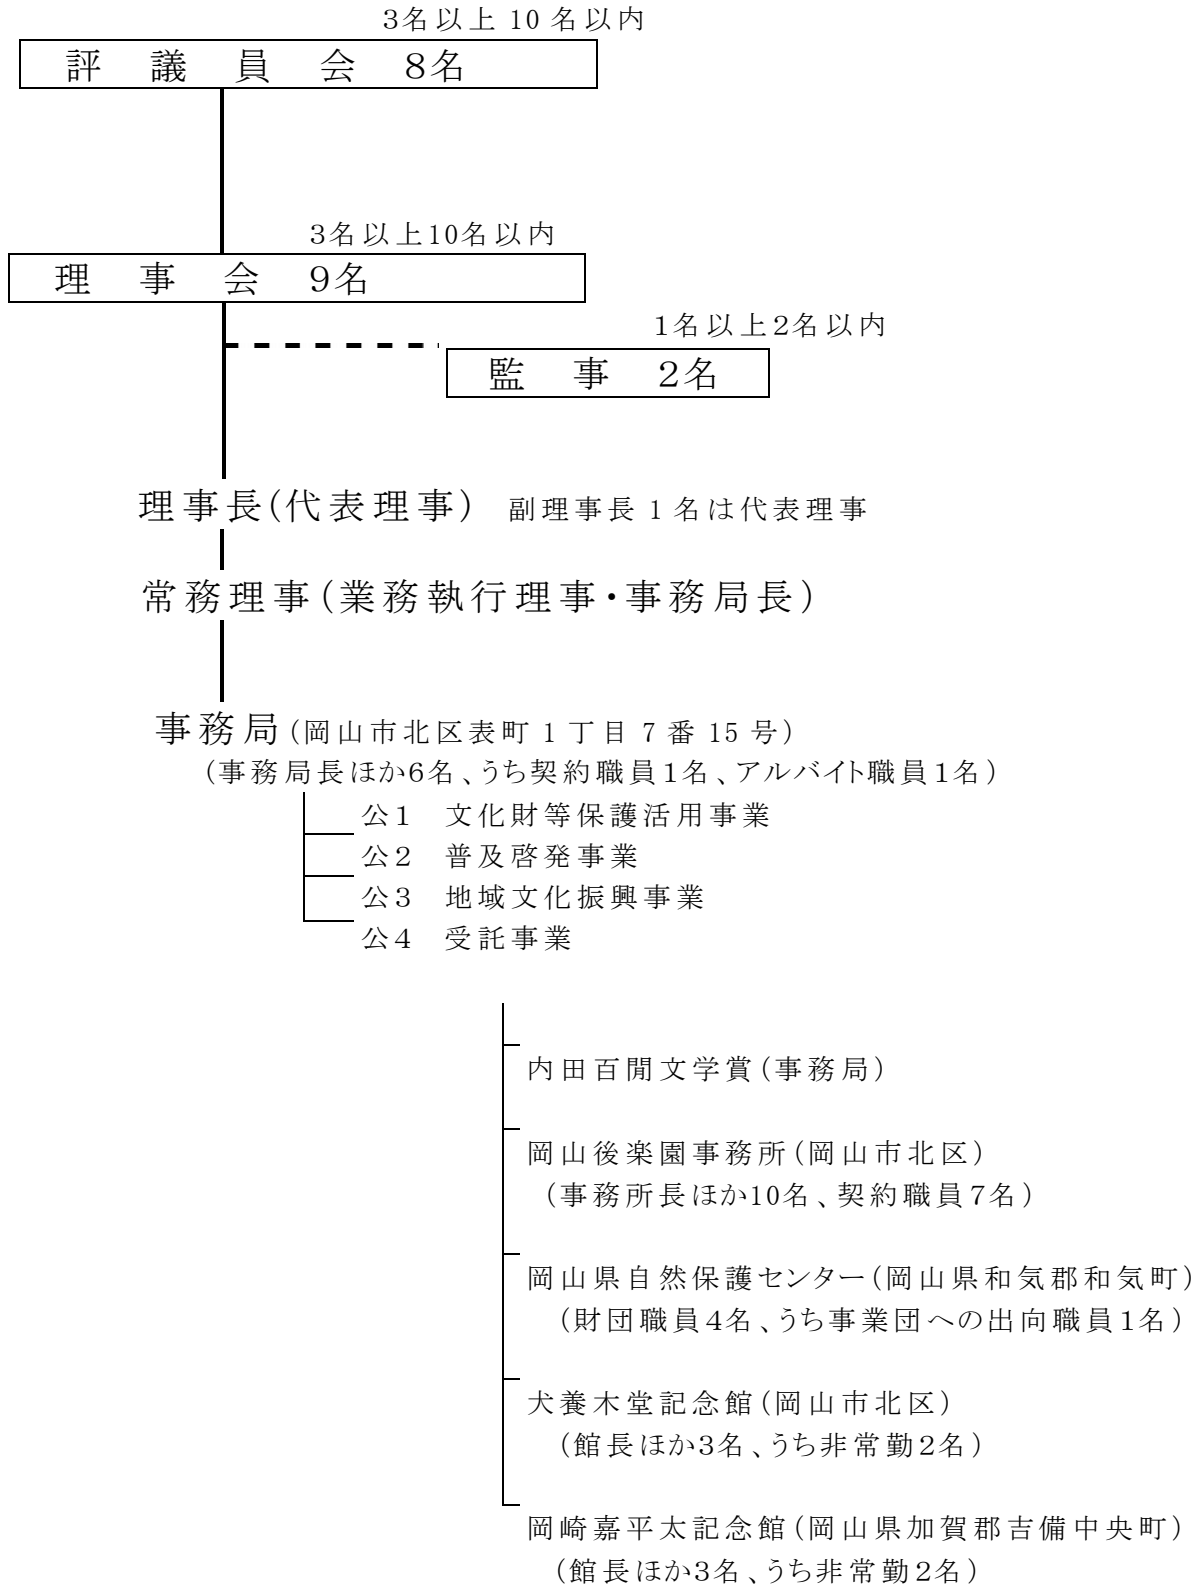 3名以上 10 名以内
評　議　員　会　8名
3名以上10名以内
理　事　会　9名
1名以上2名以内
監　事　2名
理事長(代表理事)　副理事長 1 名は代表理事
常務理事(業務執行理事・事務局長)
事務局(岡山市北区表町 1 丁目 7 番 15 号)
(事務局長ほか6名、うち契約職員1名、アルバイト職員1名)
公1　文化財等保護活用事業
公2　普及啓発事業
公3　地域文化振興事業
公4　受託事業
内田百閒文学賞(事務局)
岡山後楽園事務所(岡山市北区)
(事務所長ほか10名、契約職員7名)
岡山県自然保護センター(岡山県和気郡和気町)
(財団職員4名、うち事業団への出向職員1名)
犬養木堂記念館(岡山市北区)
(館長ほか3名、うち非常勤2名)
岡崎嘉平太記念館(岡山県加賀郡吉備中央町)
(館長ほか3名、うち非常勤2名)